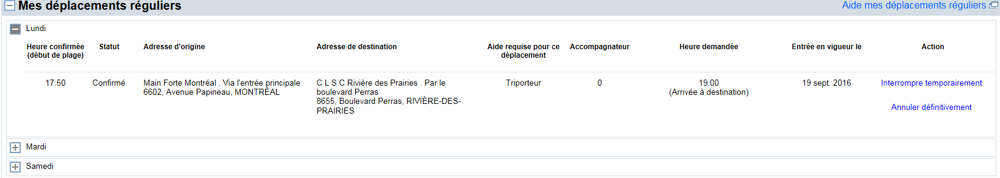 Mes déplacements réguliers
Aide mes déplacements réguliers
Lundi
Heure confirmée (début de plage)
Statut
Adresse d'origine
Adresse de destination
Aide requise pour ce déplacement
Accompagnateur
Heure demandée
Entrée en vigueur le
Action
17:50
Confirmé
Main Forte Montréal . Via l'entrée principale
6602, Avenue Papineau, MONTRÉAL
C L S C Rivière des Prairies . Par le
boulevard Perras
8655, Boulevard Perras, RIVIÈRE-DES-
PRAIRIES
Triporteur
0
19:00
(Arrivée à destination)
19 sept. 2016
Interrompre temporairement
Annuler définitivement
Mardi
Samedi